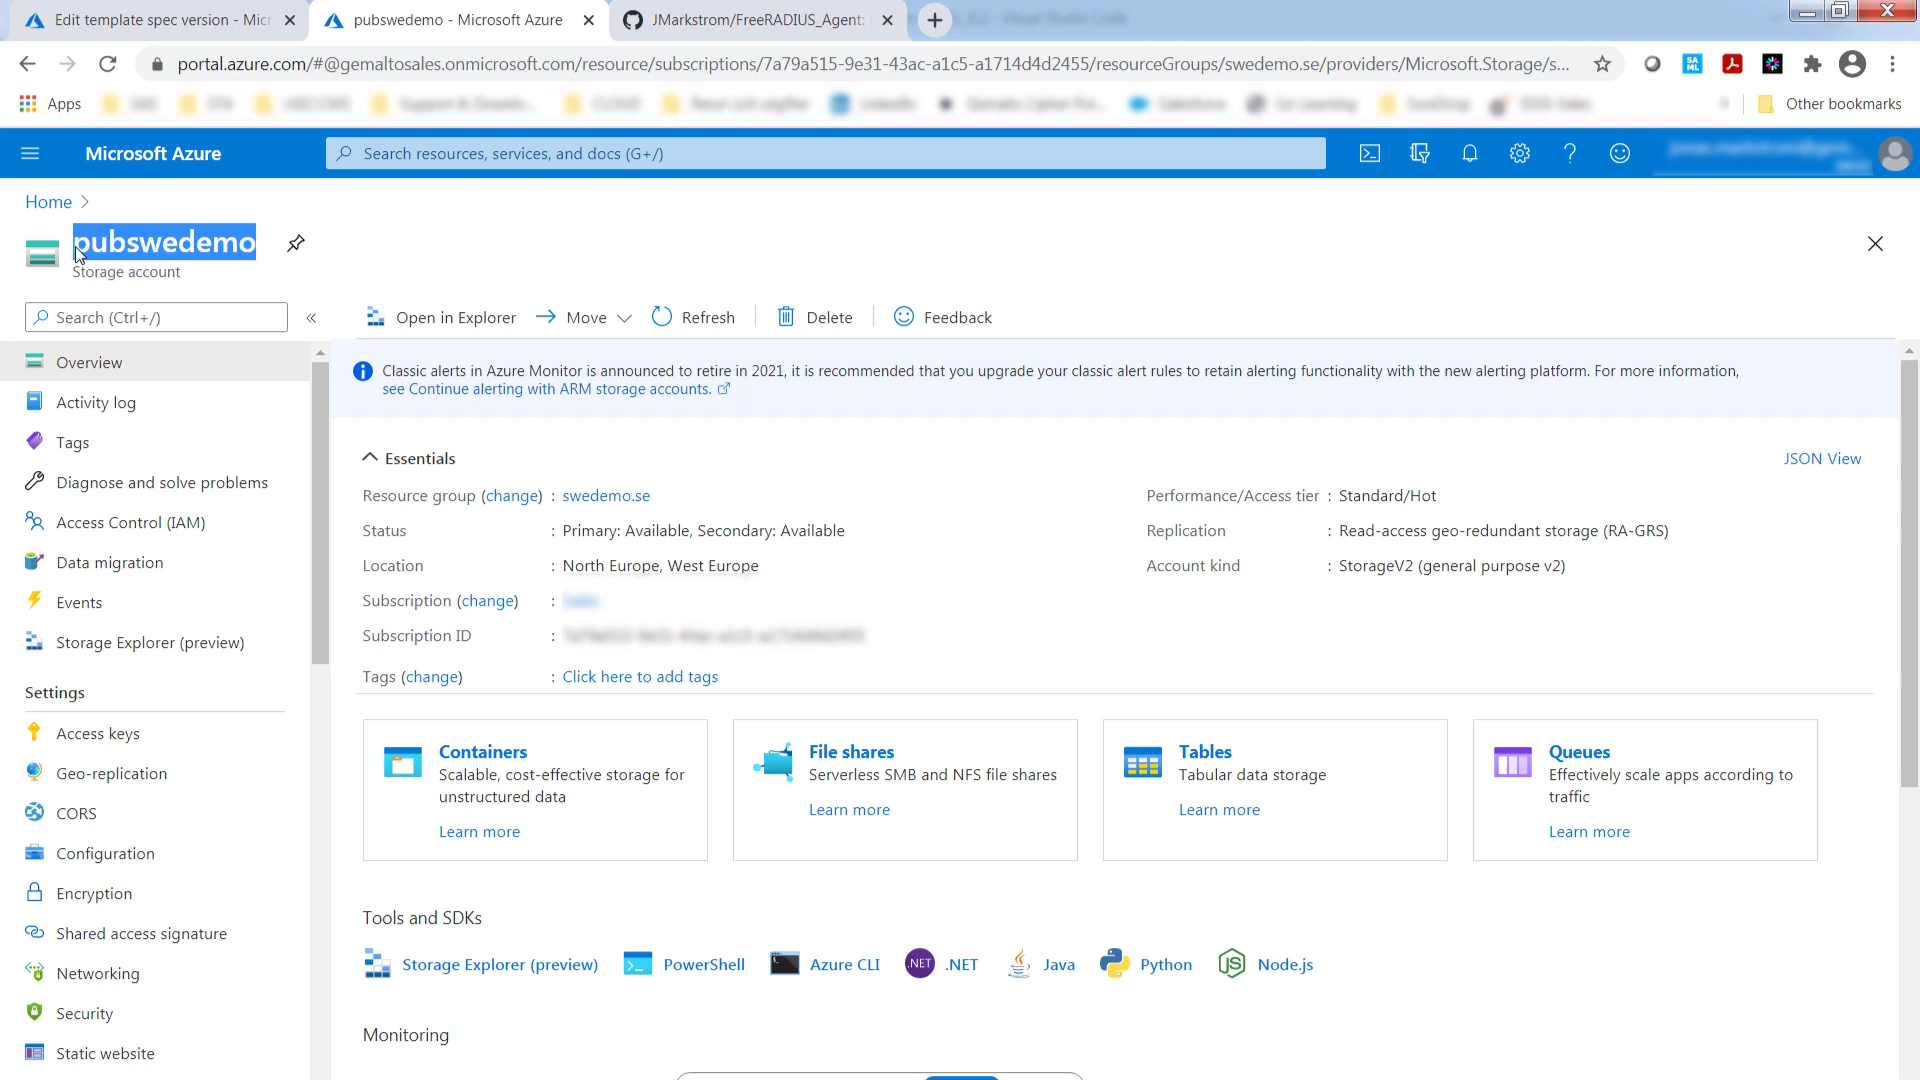 Edit template spec version - Micr
pubswedemo - Microsoft Azure
JMarkstrom/FreeRADIUS_Agent:
portal.azure.com/#@gemaltosales.onmicrosoft.com/resource/subscriptions/7a79a515-9e31-43ac-a1c5-a1714d4d2455/resourceGroups/swedemo.se/providers/Microsoft.Storage/s...
Apps
Other bookmarks
Microsoft Azure
Search resources, services, and docs (G+/)
Home
pubswedemo
Storage account
Search (Ctrl+/)
Open in Explorer
Move
Refresh
Delete
Feedback
Overview
Activity log
Tags
Diagnose and solve problems
Access Control (IAM)
Data migration
Events
Storage Explorer (preview)
Settings
Access keys
Geo-replication
CORS
Configuration
Encryption
Shared access signature
Networking
Security
Static website
Classic alerts in Azure Monitor is announced to retire in 2021, it is recommended that you upgrade your classic alert rules to retain alerting functionality with the new alerting platform. For more information,
see Continue alerting with ARM storage accounts.
Essentials
JSON View
Resource group (change) : swedemo.se
Status : Primary: Available, Secondary: Available
Location : North Europe, West Europe
Subscription (change) :
Subscription ID :
Tags (change) : Click here to add tags
Performance/Access tier : Standard/Hot
Replication : Read-access geo-redundant storage (RA-GRS)
Account kind : StorageV2 (general purpose v2)
Containers
Scalable, cost-effective storage for
unstructured data
Learn more
File shares
Serverless SMB and NFS file shares
Learn more
Tables
Tabular data storage
Learn more
Queues
Effectively scale apps according to
traffic
Learn more
Tools and SDKs
Storage Explorer (preview)
PowerShell
Azure CLI
.NET
.NET
Java
Python
Node.js
Monitoring